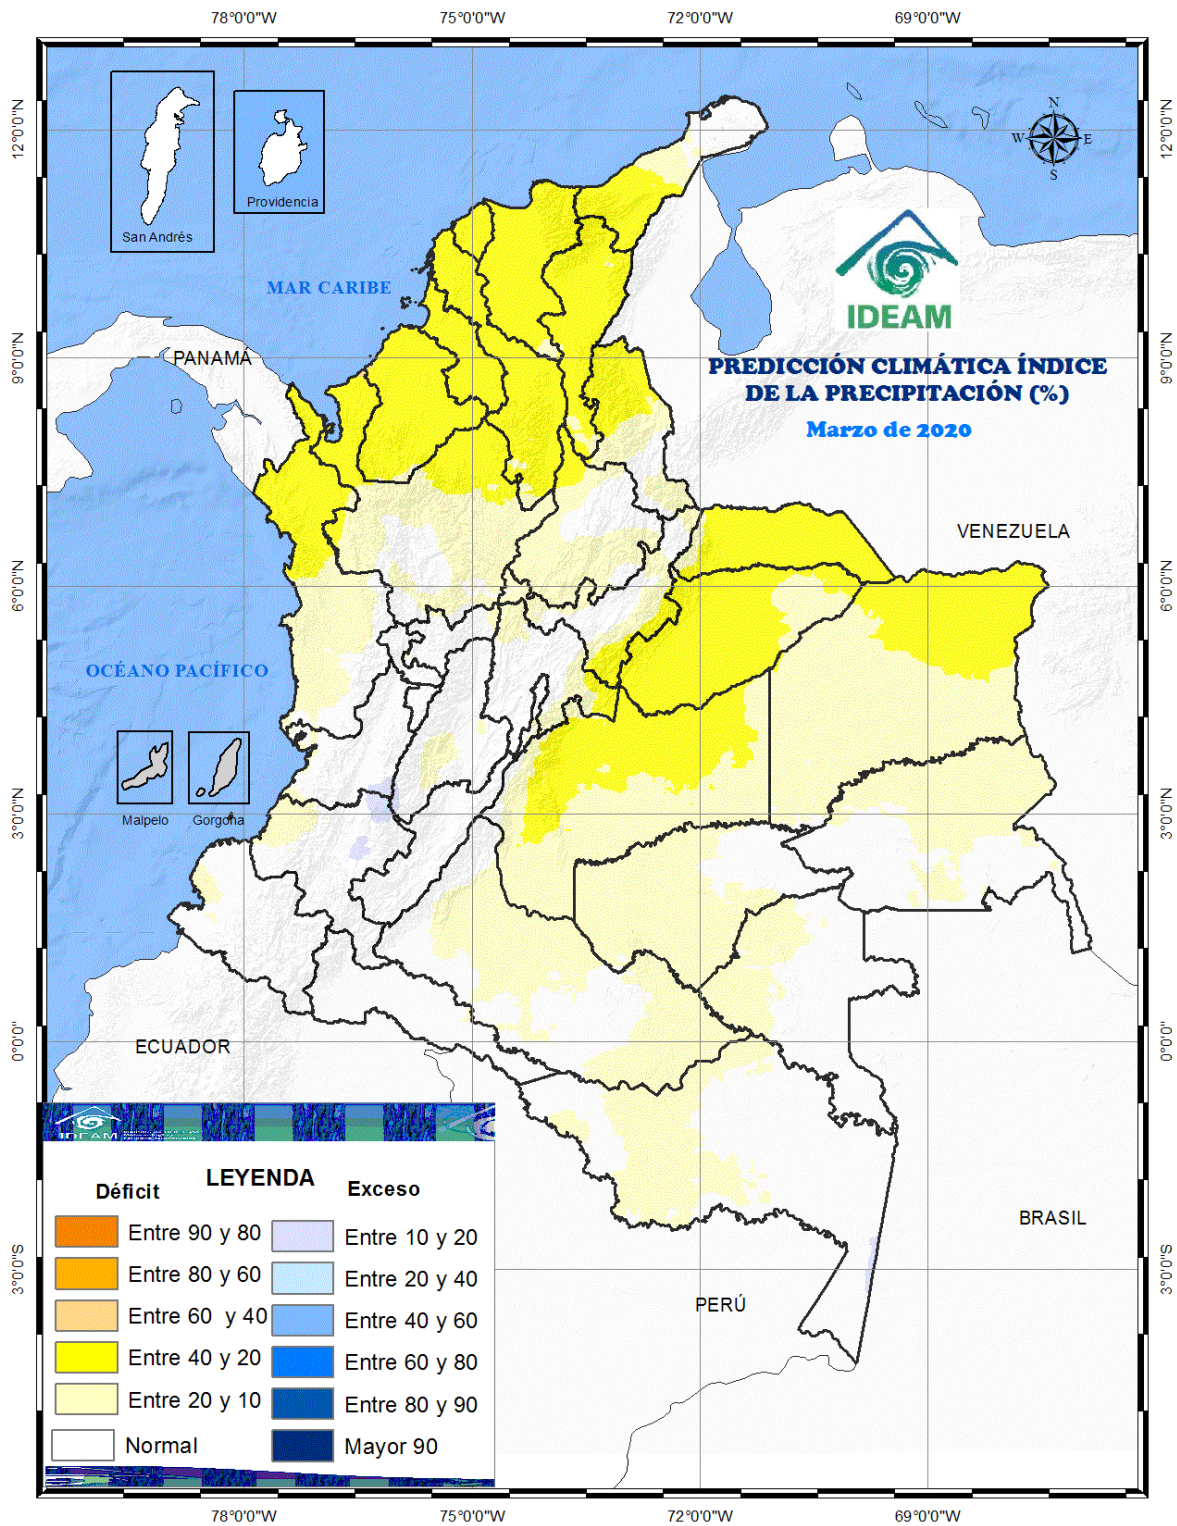 78°0'0"W 75°0'0"W 72°0'0"W 69°0'0"W
12°0'0"N
12°0'0"N
N
W E
S
San Andrés
Providencia
MAR CARIBE
IDEAM
9°0'0"N
9°0'0"N
PANAMÁ
PREDICCIÓN CLIMÁTICA ÍNDICE
DE LA PRECIPITACIÓN (%)
Marzo de 2020
VENEZUELA
6°0'0"N
6°0'0"N
OCÉANO PACÍFICO
3°0'0"N
3°0'0"N
Malpelo
Gorgona
0°0'0"
0°0'0"
ECUADOR
IDEAM
LEYENDA
Déficit
Exceso
Entre 90 y 80
Entre 10 y 20
Entre 80 y 60
Entre 20 y 40
Entre 60 y 40
Entre 40 y 60
Entre 40 y 20
Entre 60 y 80
Entre 20 y 10
Entre 80 y 90
Normal
Mayor 90
BRASIL
3°0'0"S
3°0'0"S
PERÚ
78°0'0"W 75°0'0"W 72°0'0"W 69°0'0"W